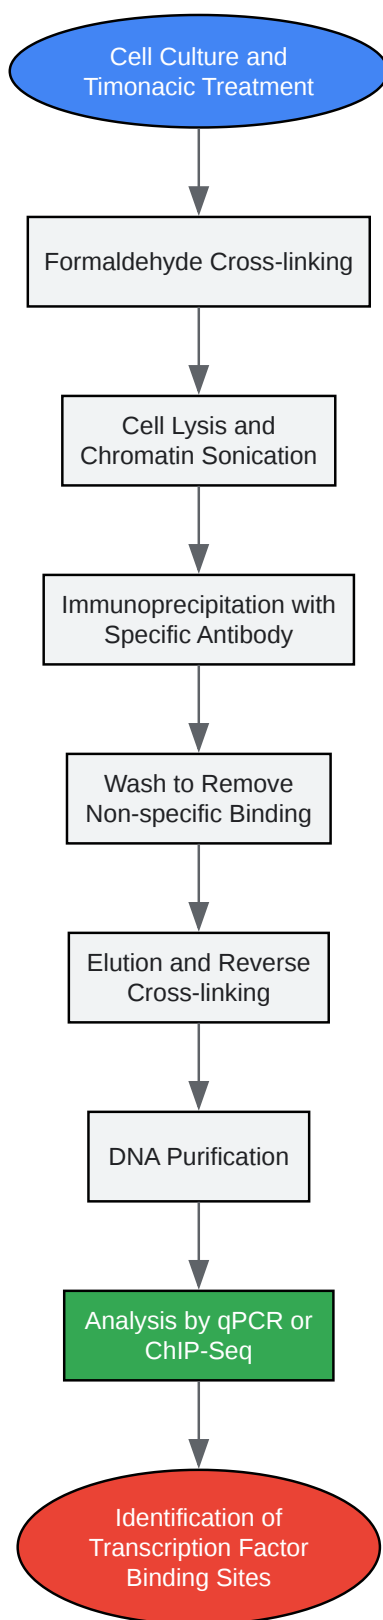 Cell Culture and
Timonacic Treatment
Formaldehyde Cross-linking
Cell Lysis and
Chromatin Sonication
Immunoprecipitation with
Specific Antibody
Wash to Remove
Non-specific Binding
Elution and Reverse
Cross-linking
DNA Purification
Analysis by qPCR or
ChIP-Seq
Identification of
Transcription Factor
Binding Sites